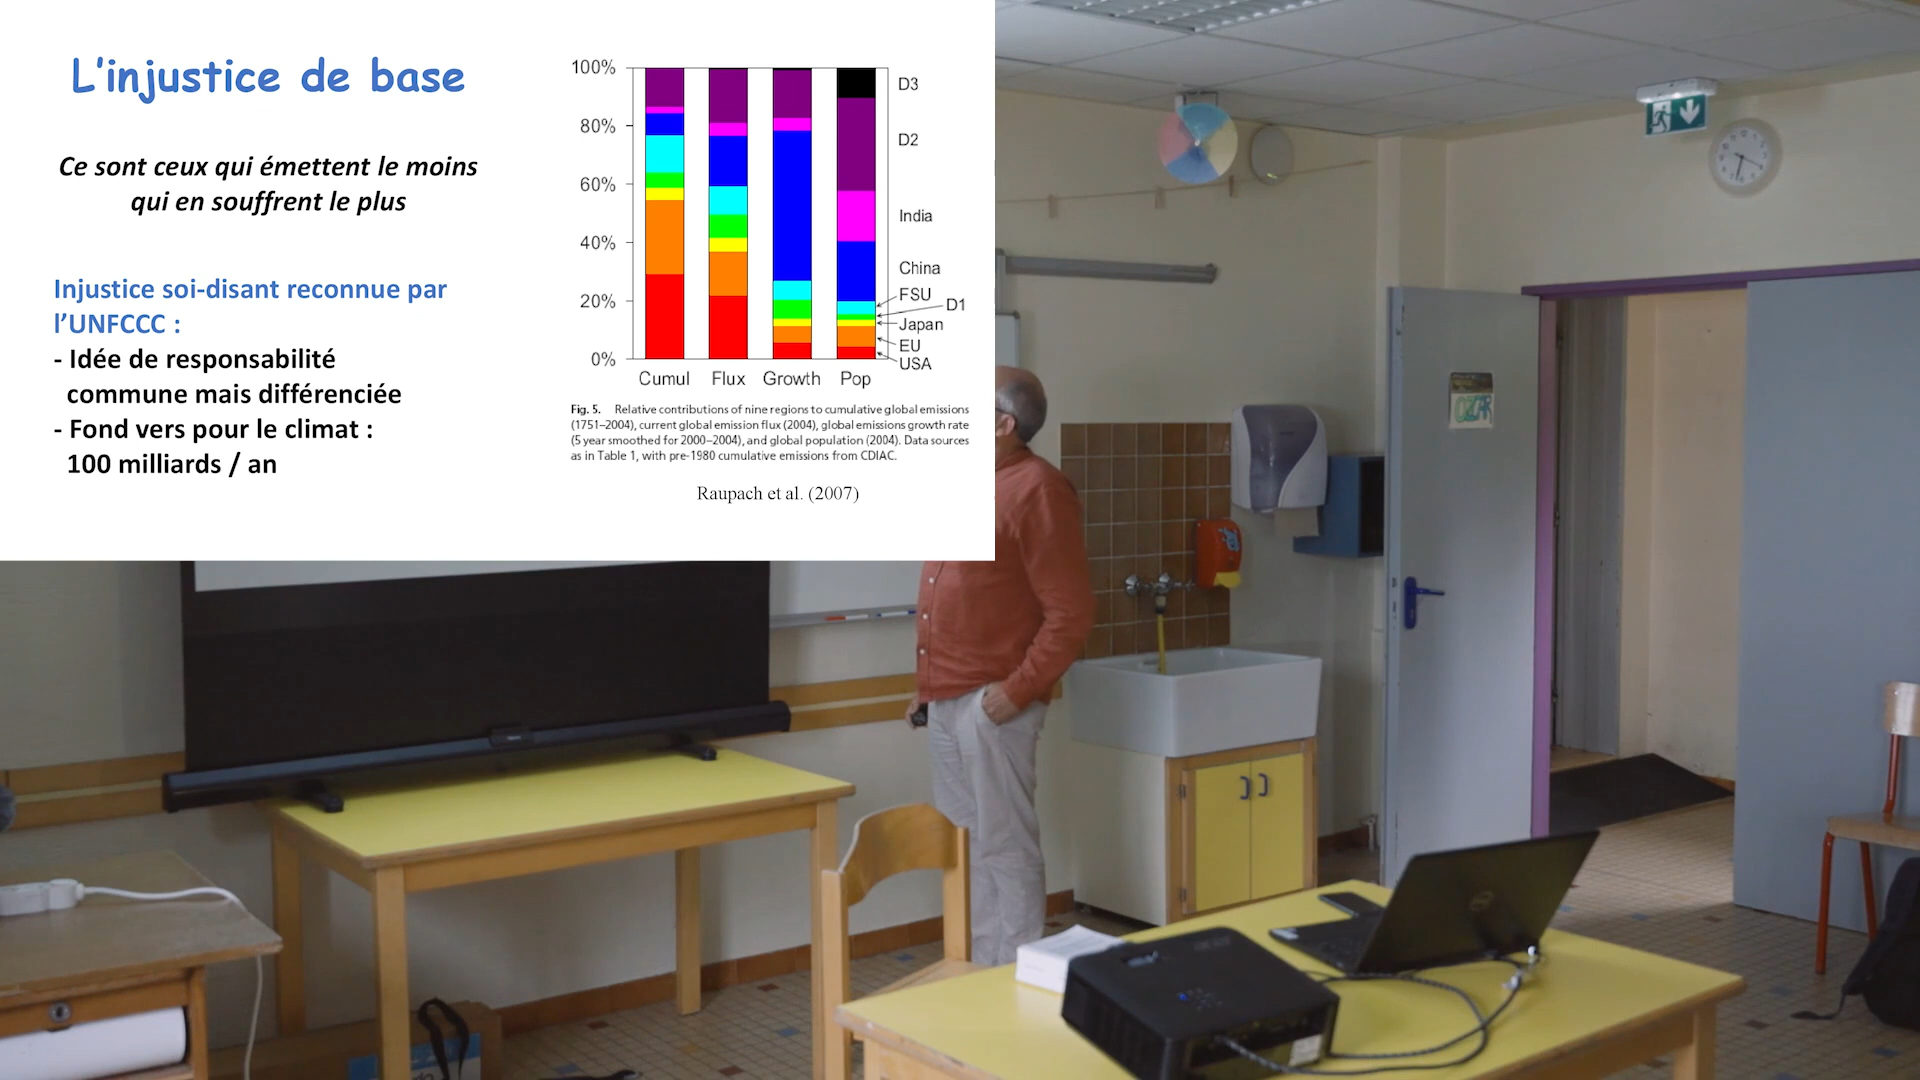 L'injustice de base
Ce sont ceux qui émettent le moins
qui en souffrent le plus
Injustice soi-disant reconnue par
l'UNFCCC :
- Idée de responsabilité
commune mais différenciée
- Fond vers pour le climat :
100 milliards / an
100%
80%
60%
40%
20%
0%
Cumul Flux Growth Pop
D3
D2
India
China
FSU
D1
Japan
EU
USA
Fig. 5. Relative contributions of nine regions to cumulative global emissions
(1751–2004), current global emission flux (2004), global emissions growth rate
(5 year smoothed for 2000–2004), and global population (2004). Data sources
as in Table 1, with pre-1980 cumulative emissions from CDIAC.
Raupach et al. (2007)